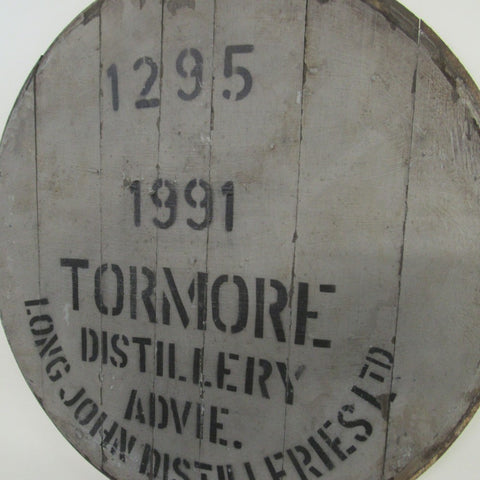 1295
1991
TORMORE
DISTILLERY
ADVIE.
LONG JOHN DISTILLERIES LTD.